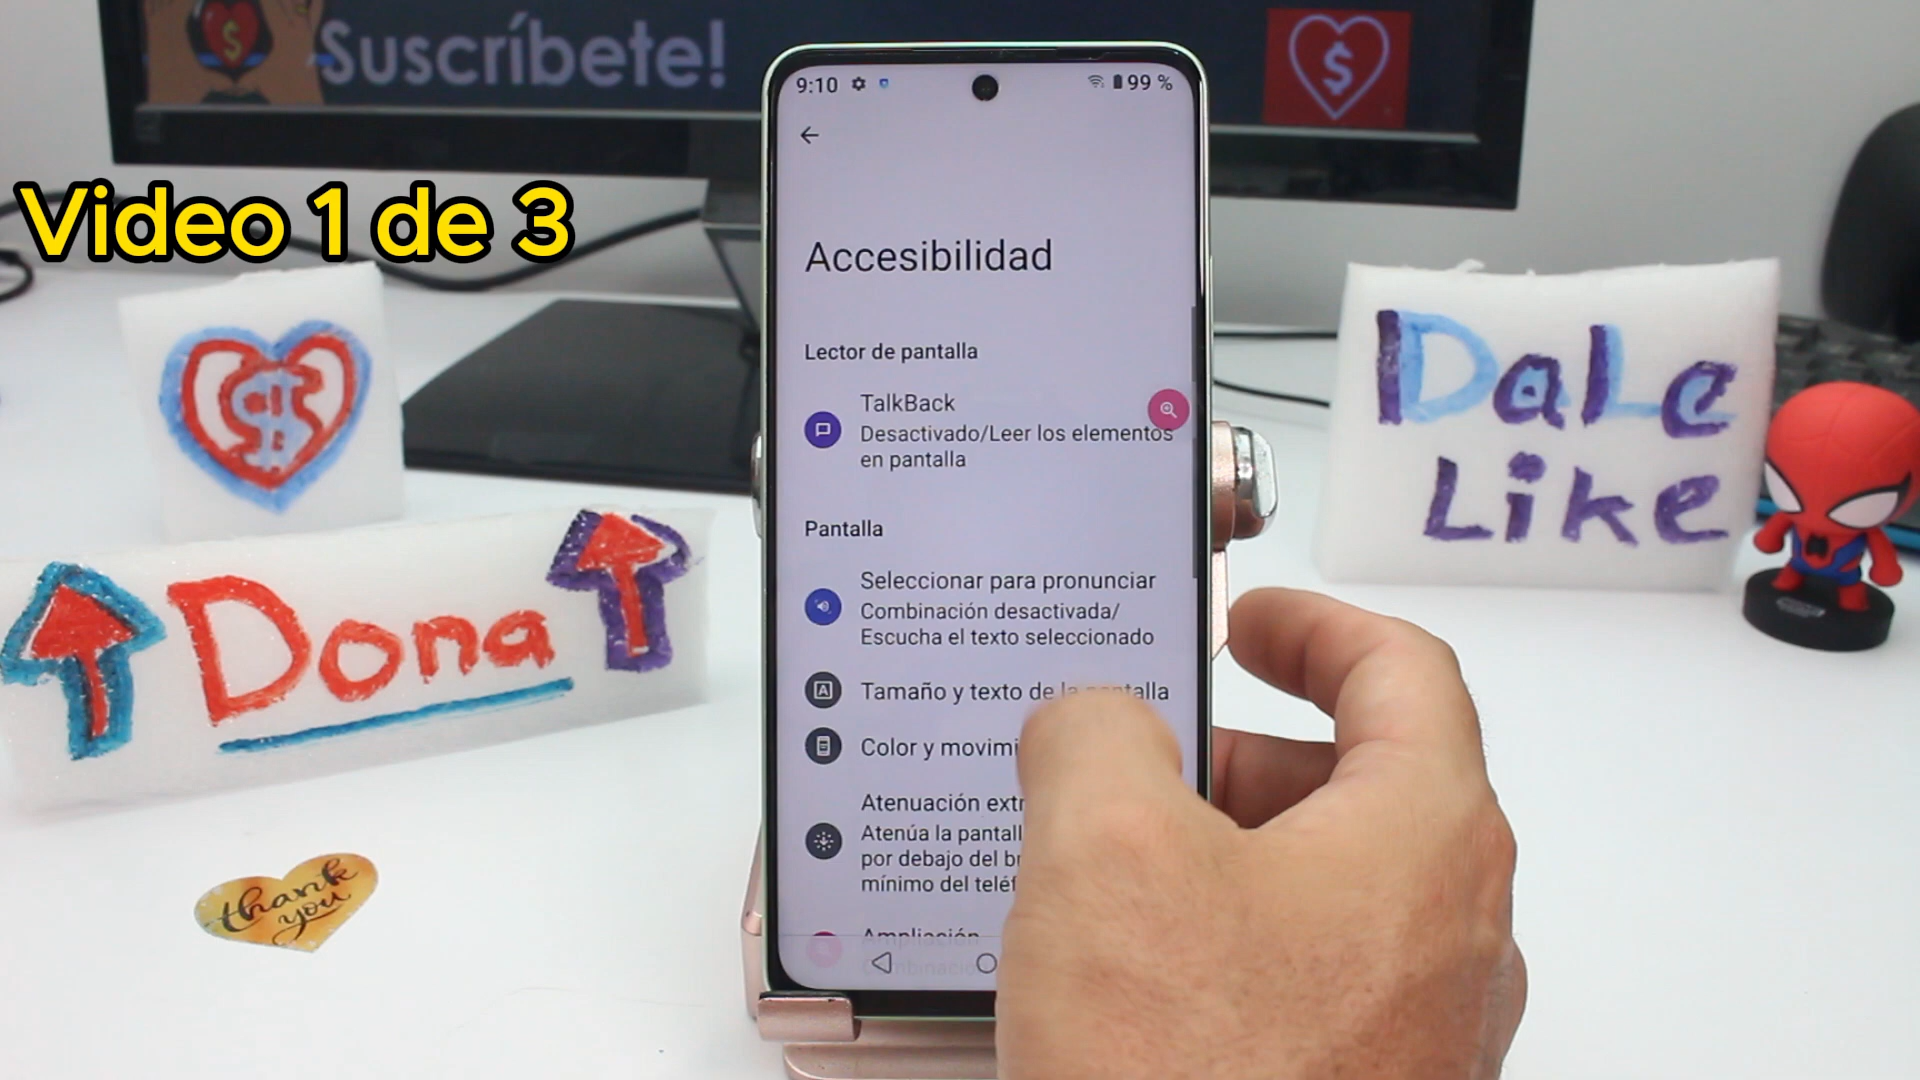 Suscríbete!
$
$
Video 1 de 3
9:10
99 %
Accesibilidad
Lector de pantalla
TalkBack
Desactivado/Leer los elementos
en pantalla
Pantalla
Seleccionar para pronunciar
Combinación desactivada/
Escucha el texto seleccionado
Tamaño y texto de la pantalla
Color y movimi
Atenuación extr
Atenúa la pantall
por debajo del br
mínimo del teléf
Ampliación
$
Dona
Dale
Like
thank
you